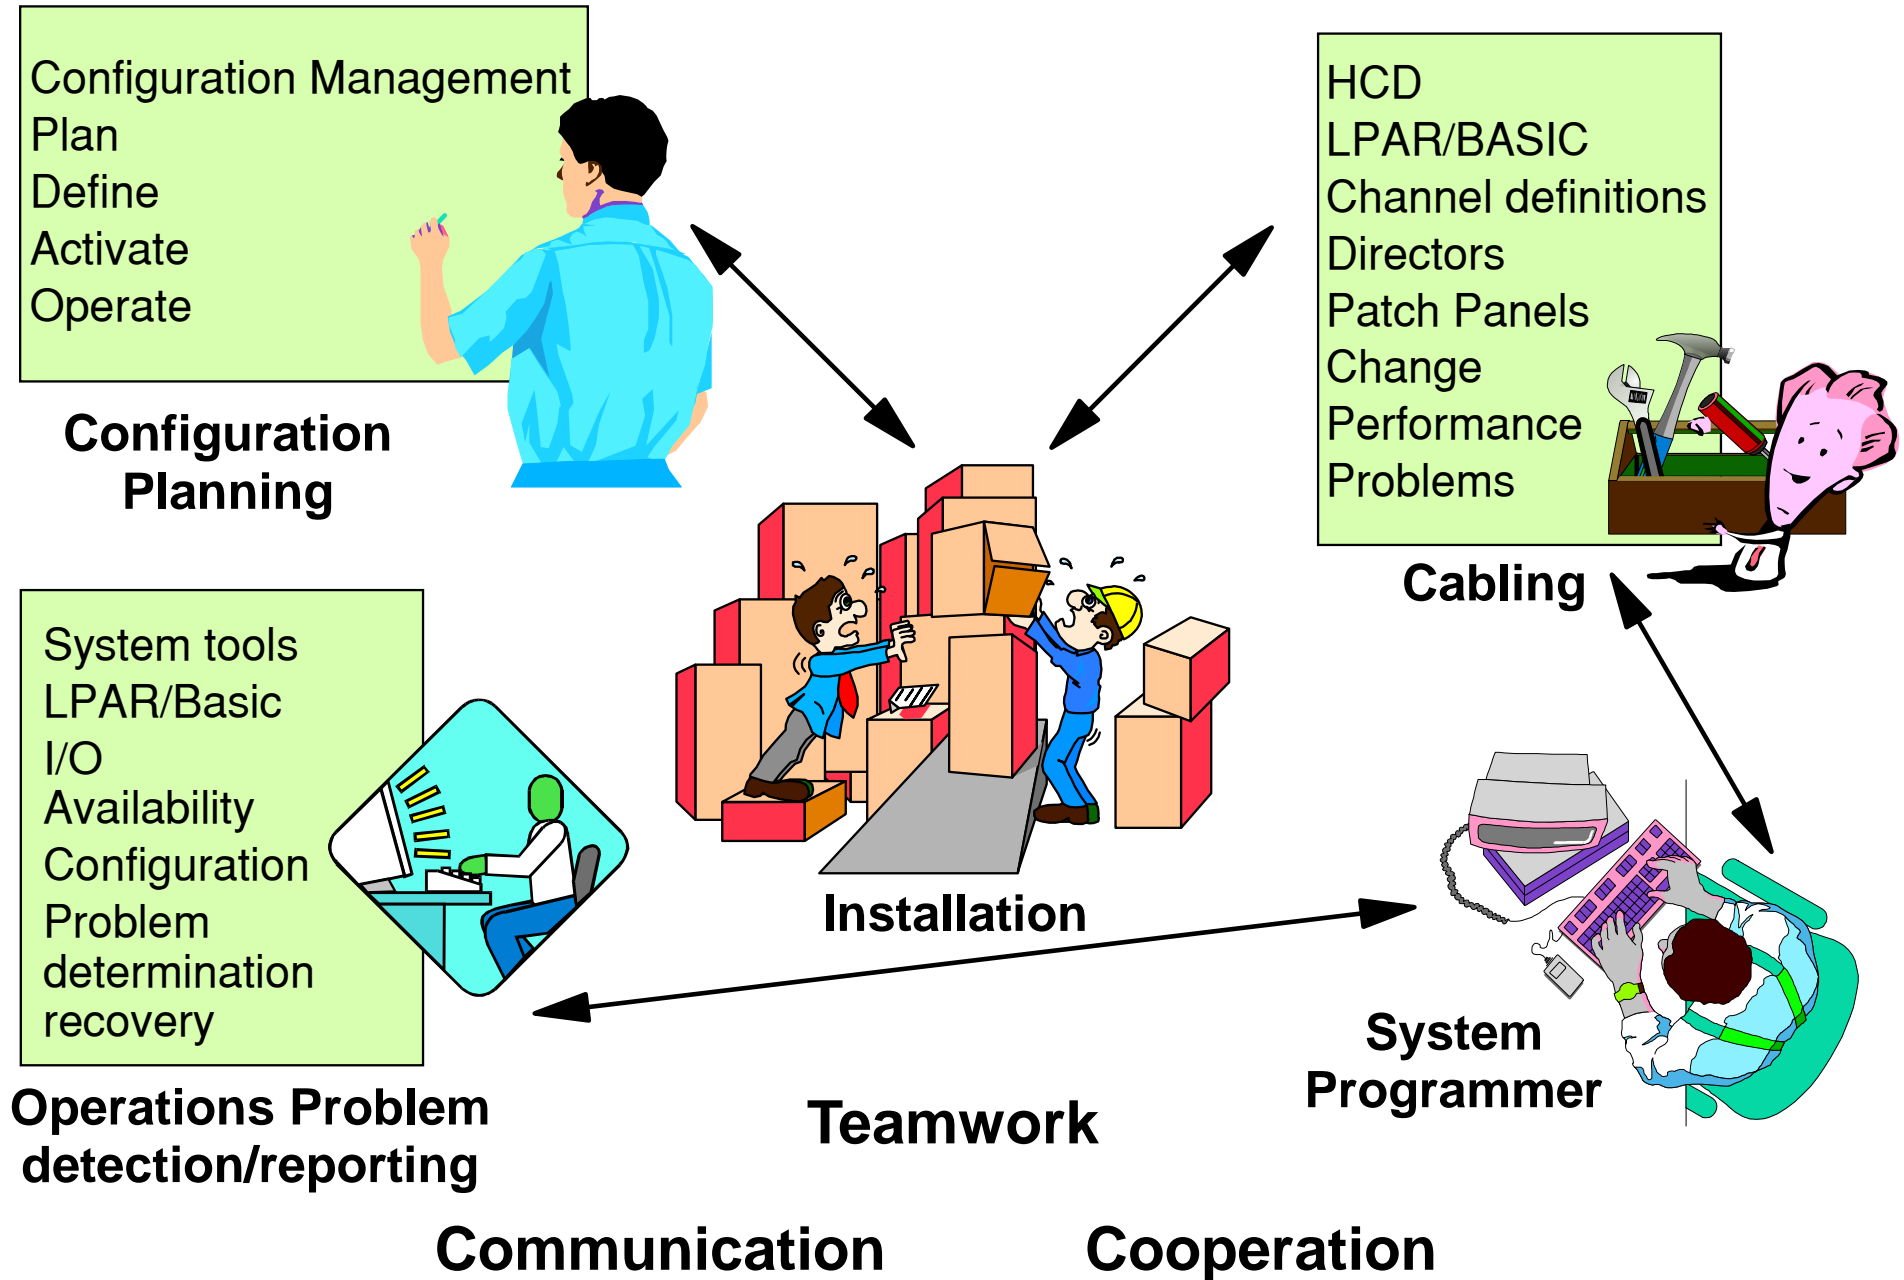 Configuration Management
Plan
Define
Activate
Operate
Configuration
Planning
HCD
LPAR/BASIC
Channel definitions
Directors
Patch Panels
Change
Performance
Problems
Cabling
System tools
LPAR/Basic
I/O
Availability
Configuration
Problem
determination
recovery
Operations Problem
detection/reporting
Installation
System
Programmer
Teamwork
Communication
Cooperation